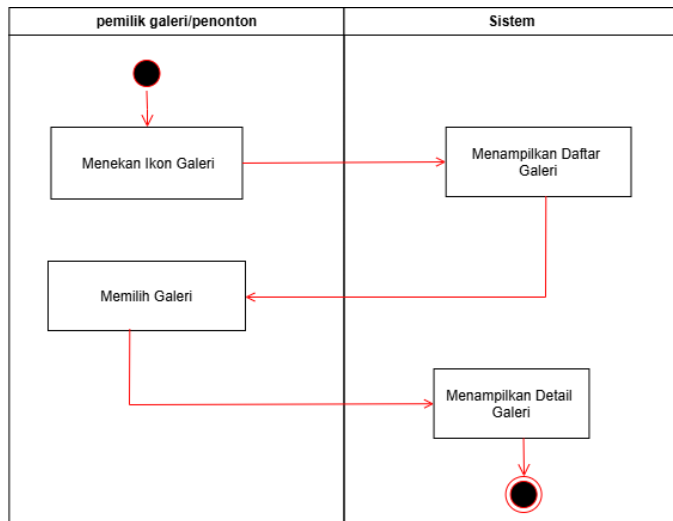 pemilik galeri/penonton
Sistem
Menekan Ikon Galeri
Menampilkan Daftar
Galeri
Memilih Galeri
Menampilkan Detail
Galeri